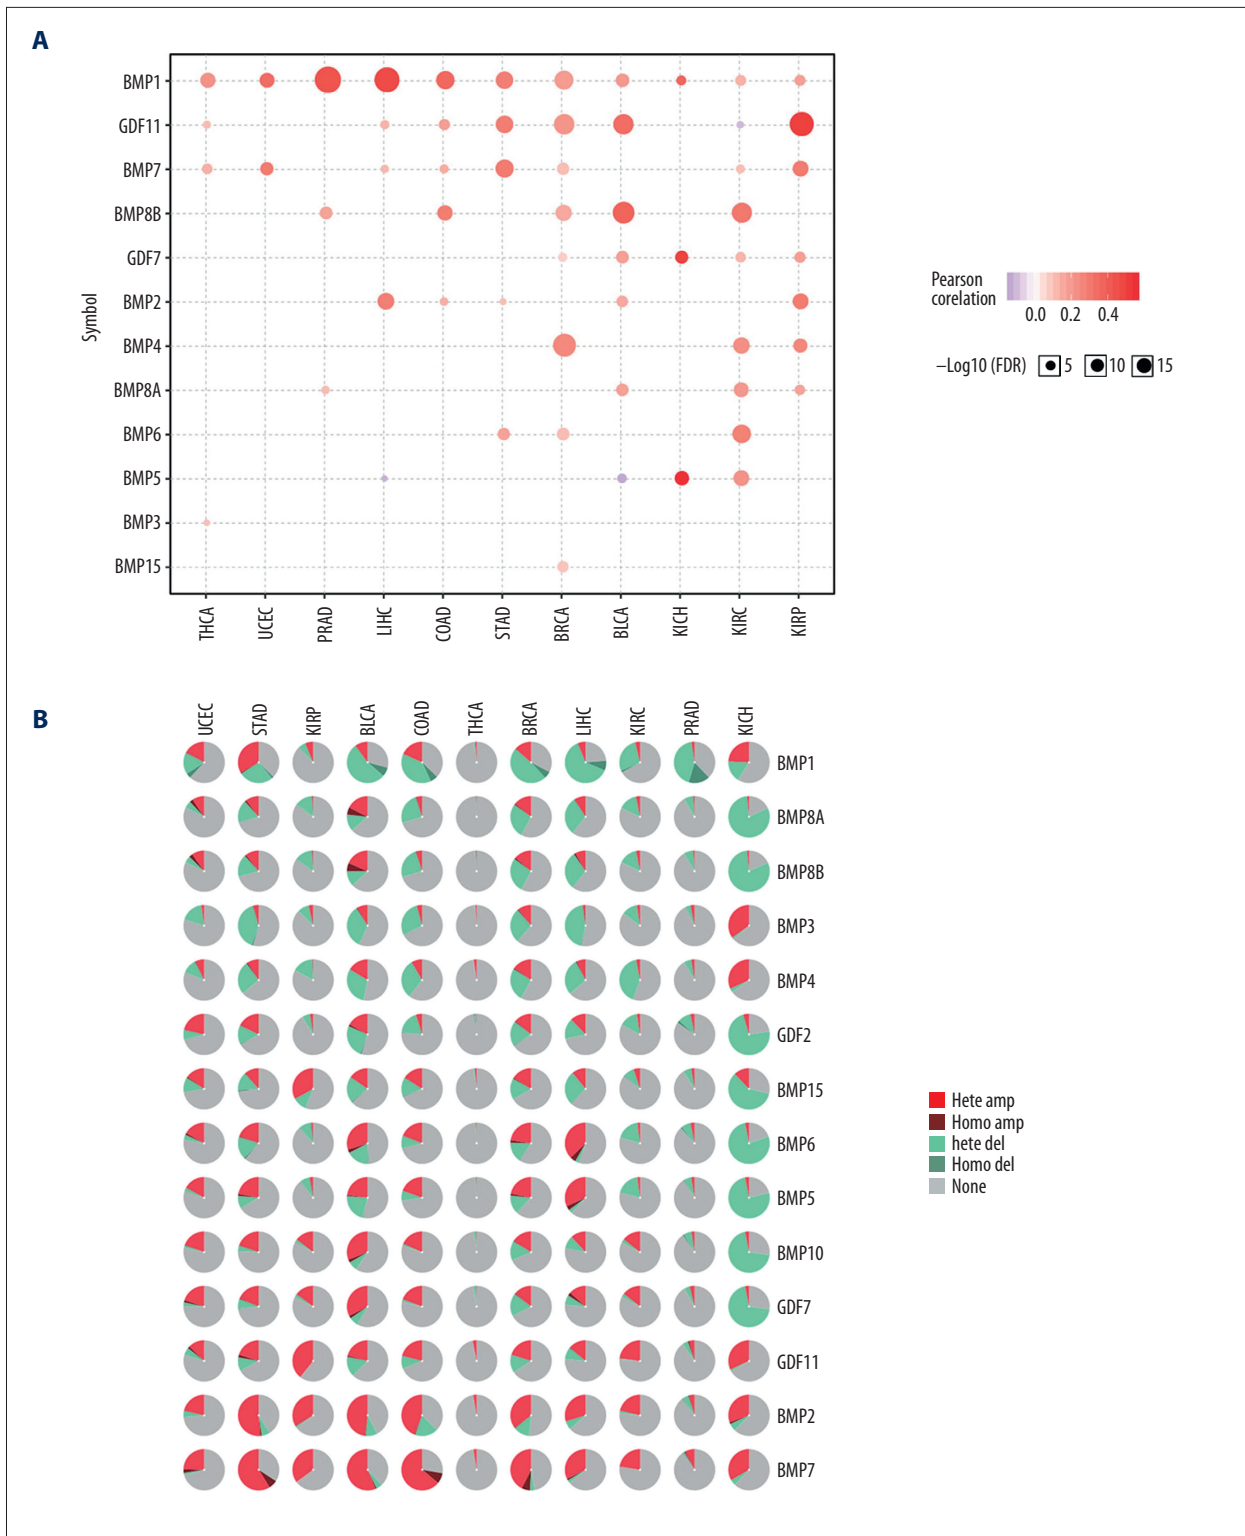 A
BMP1
GDF11
BMP7
BMP8B
GDF7
BMP2
BMP4
BMP8A
BMP6
BMP5
BMP3
BMP15
Symbol
THCA
UCEC
PRAD
LIHC
COAD
STAD
BRCA
BLCA
KICH
KIRC
KIRP
Pearson
corelation
0.0 0.2 0.4
–Log10 (FDR) 5 10 15
B
UCEC
STAD
KIRP
BLCA
COAD
THCA
BRCA
LIHC
KIRC
PRAD
KICH
BMP1
BMP8A
BMP8B
BMP3
BMP4
GDF2
BMP15
BMP6
BMP5
BMP10
GDF7
GDF11
BMP2
BMP7
Hete amp
Homo amp
hete del
Homo del
None